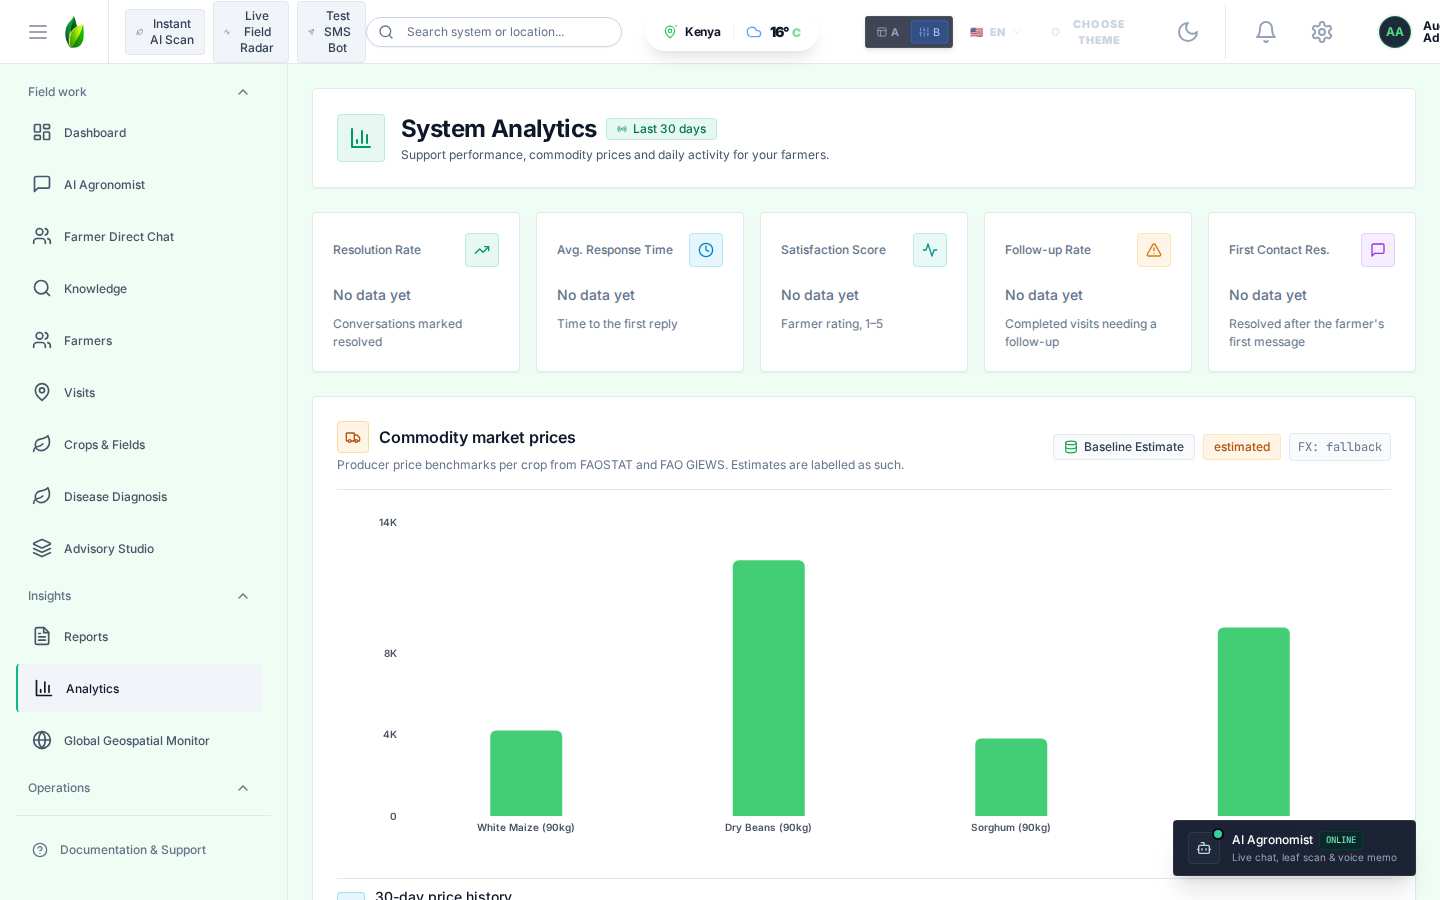 Instant AI Scan
Live Field Radar
Test SMS Bot
Search system or location...
Kenya
16° C
A
B
EN
CHOOSE THEME
AA
Field work
Dashboard
AI Agronomist
Farmer Direct Chat
Knowledge
Farmers
Visits
Crops & Fields
Disease Diagnosis
Advisory Studio
Insights
Reports
Analytics
Global Geospatial Monitor
Operations
Documentation & Support
System Analytics
Last 30 days
Support performance, commodity prices and daily activity for your farmers.
Resolution Rate
No data yet
Conversations marked
resolved
Avg. Response Time
No data yet
Time to the first reply
Satisfaction Score
No data yet
Farmer rating, 1–5
Follow-up Rate
No data yet
Completed visits needing a
follow-up
First Contact Res.
No data yet
Resolved after the farmer's
first message
Commodity market prices
Producer price benchmarks per crop from FAOSTAT and FAO GIEWS. Estimates are labelled as such.
Baseline Estimate
estimated
FX: fallback
14K
8K
4K
0
White Maize (90kg)
Dry Beans (90kg)
Sorghum (90kg)
AI Agronomist
ONLINE
Live chat, leaf scan & voice memo
30-day price history